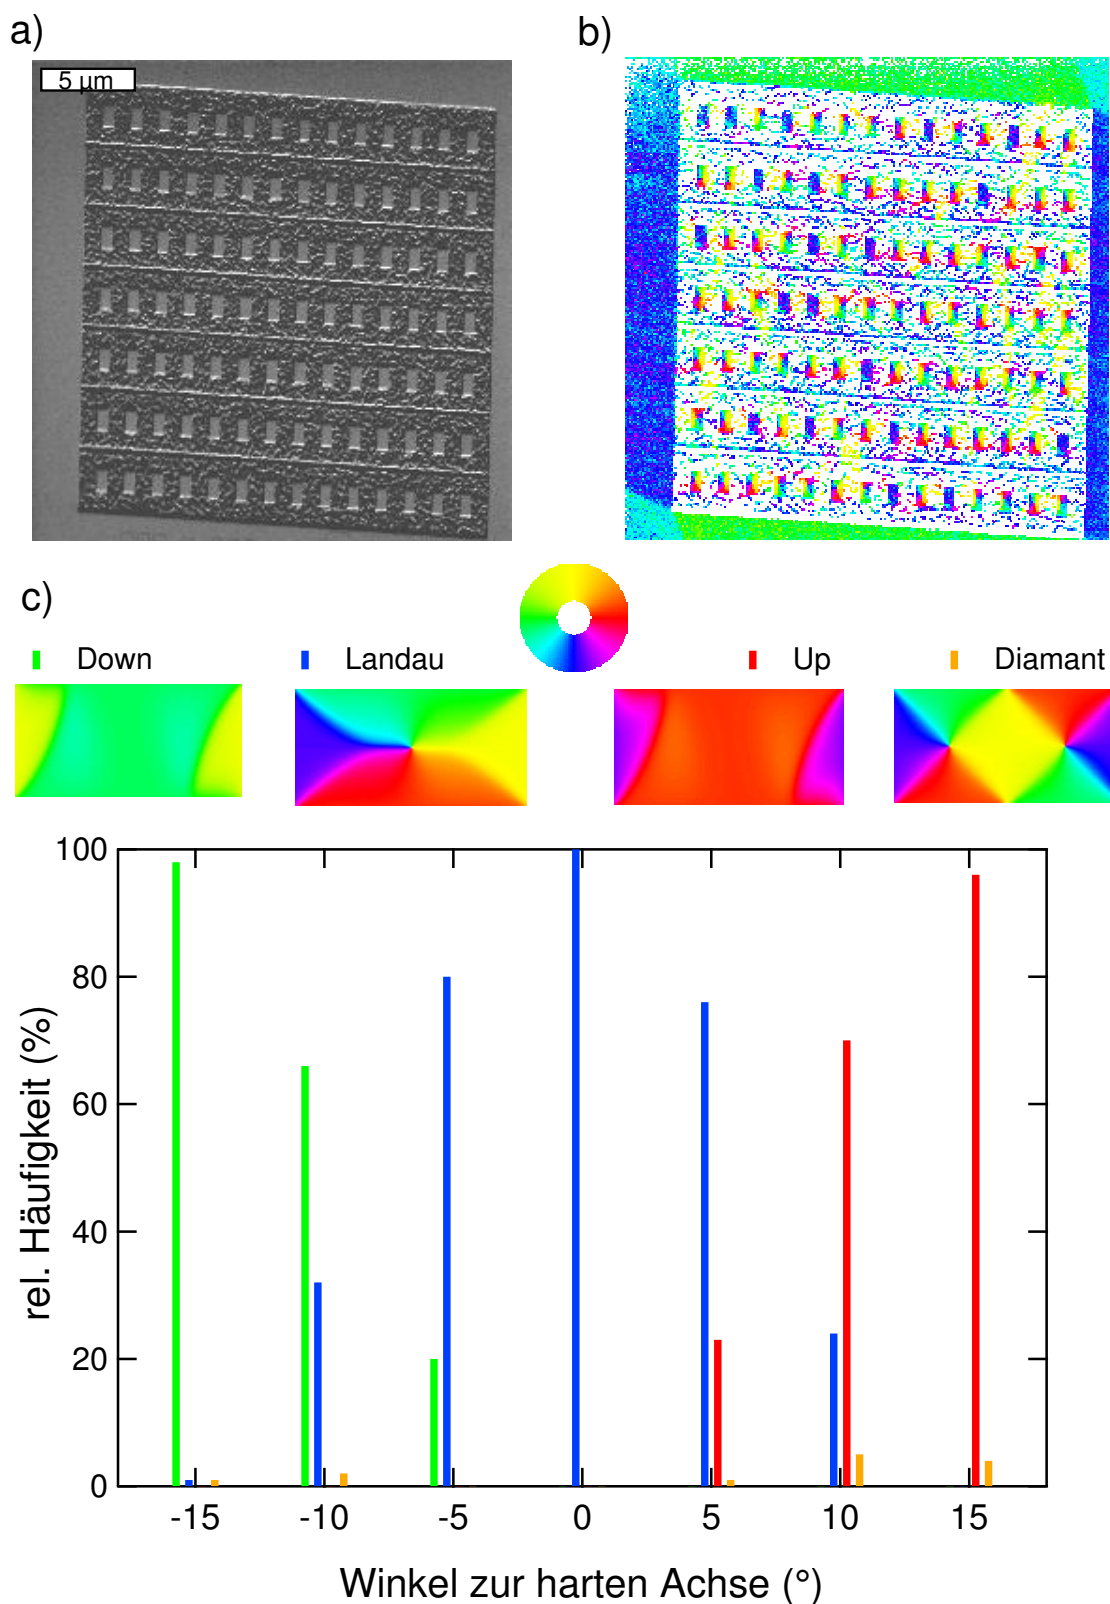 a)
b)
5 µm
c)
Down Landau Up Diamant
100
80
60
40
20
0
rel. Häufigkeit (%)
-15 -10 -5 0 5 10 15
Winkel zur harten Achse (°)